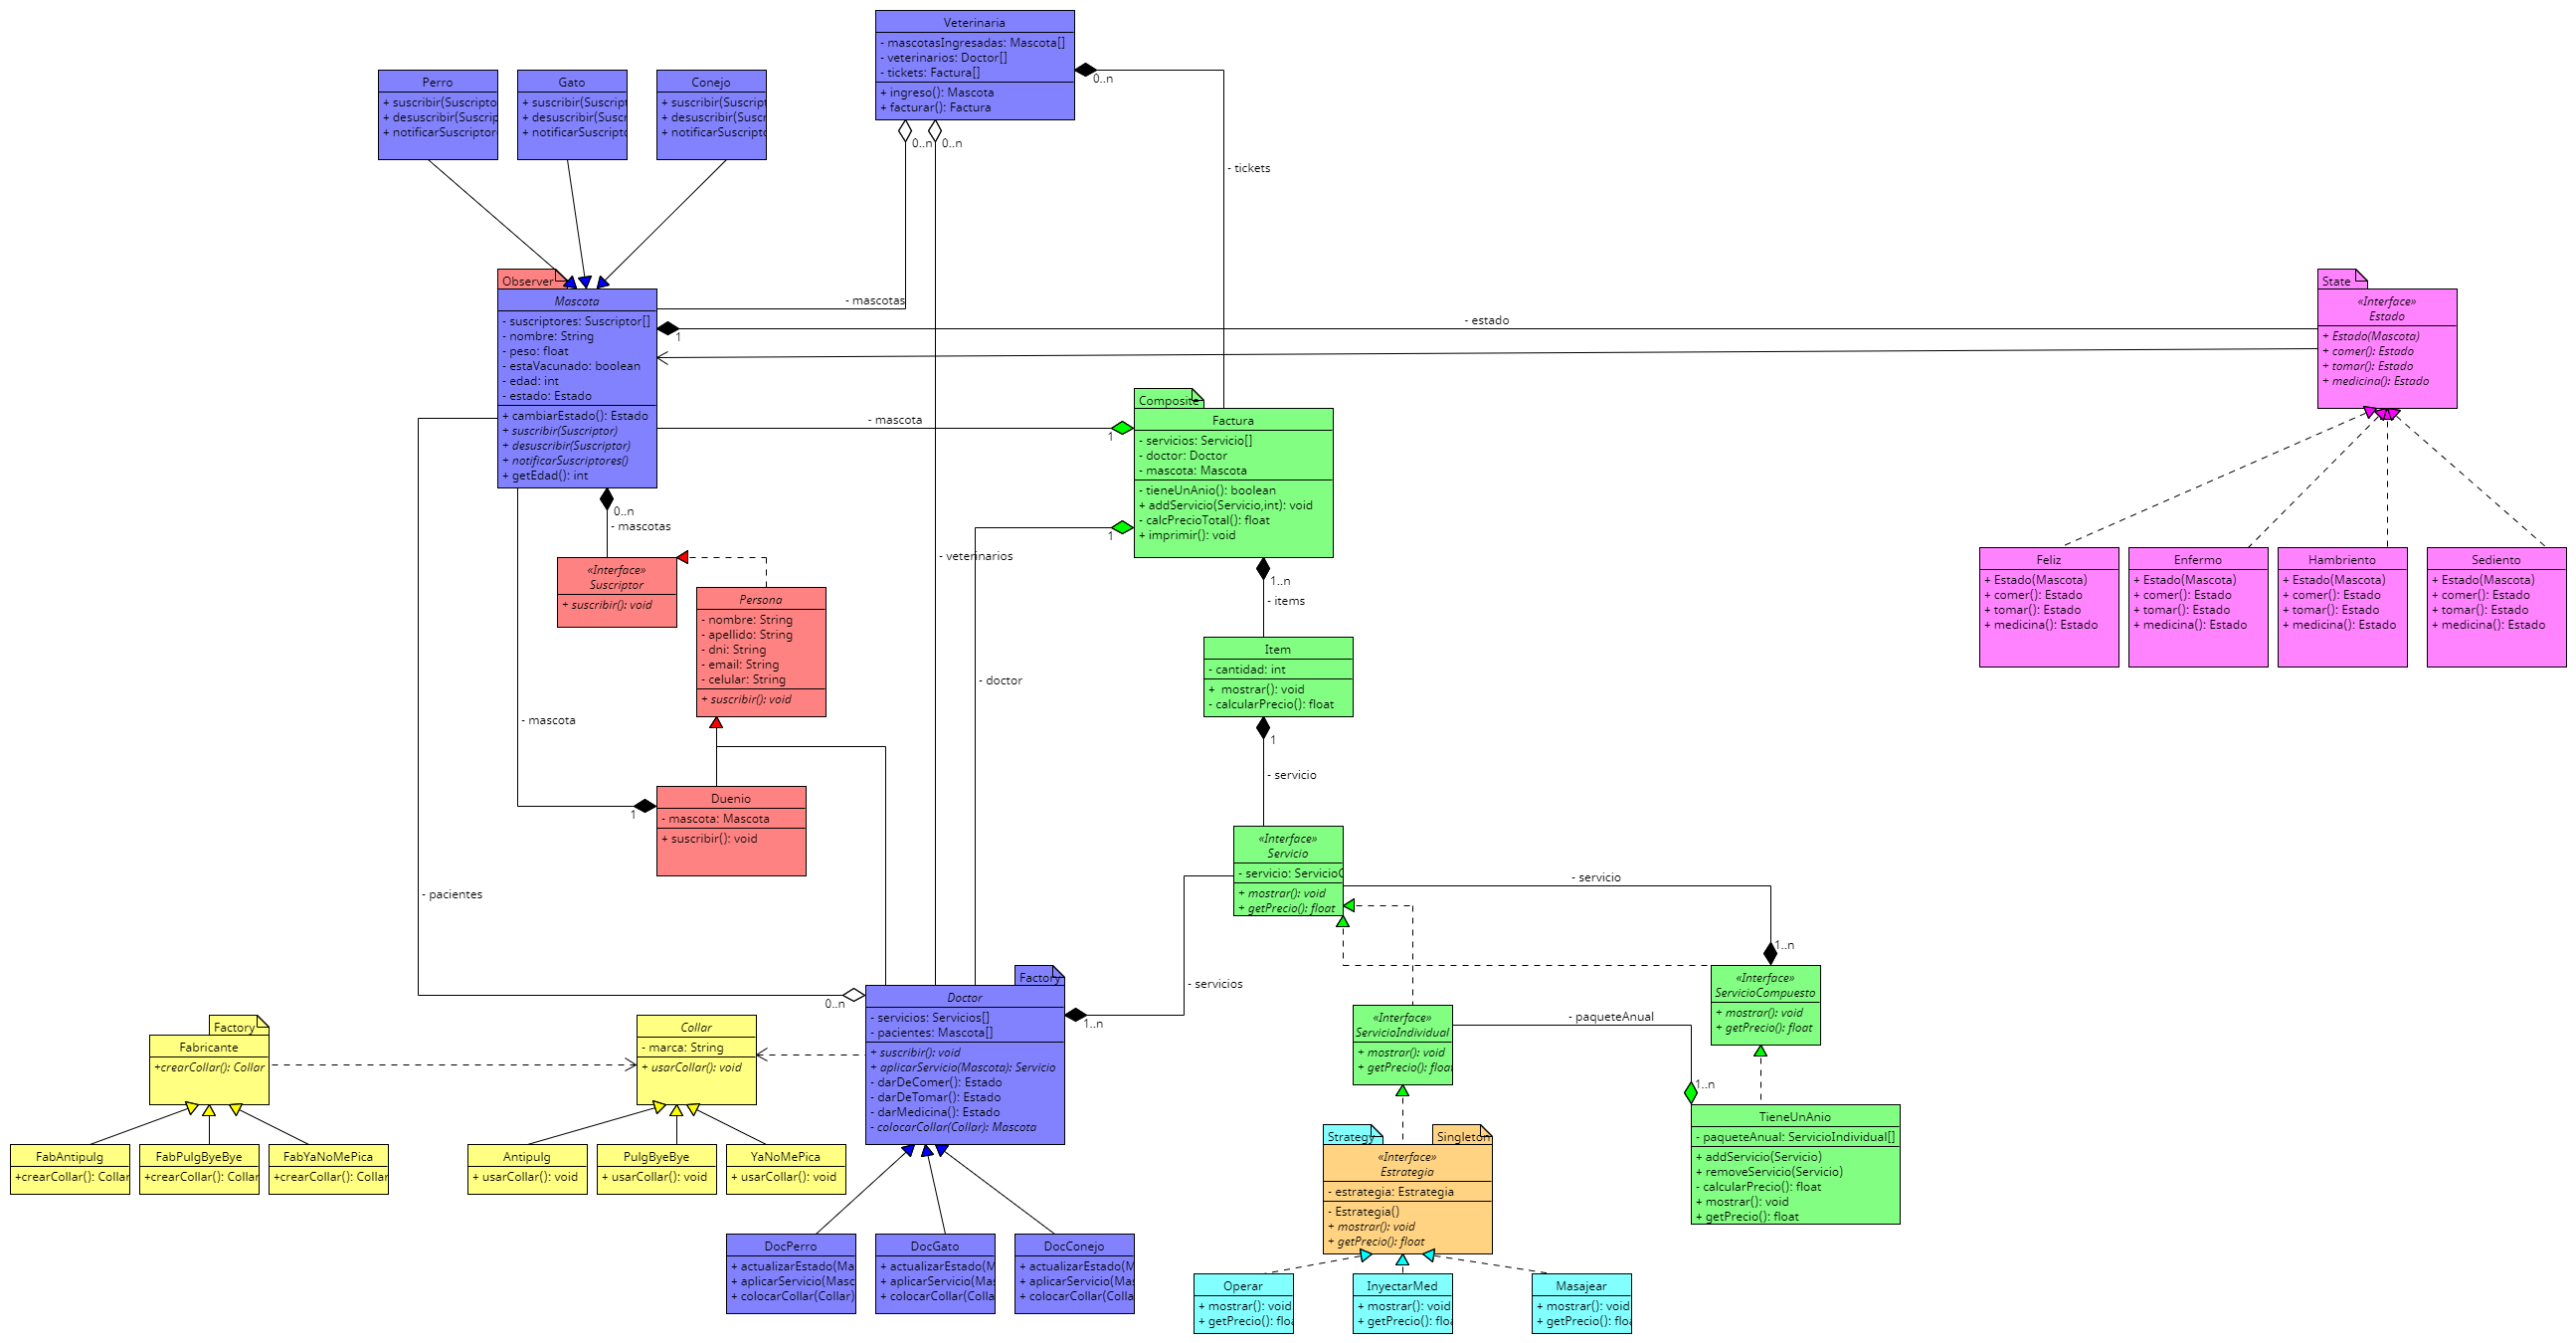 Veterinaria
- mascotasIngresadas: Mascota[]
- veterinarios: Doctor[]
- tickets: Factura[]
+ ingreso(): Mascota
+ facturar(): Factura
0..n
0..n
0..n
- tickets
Perro
+ suscribir(Suscripto
+ desuscribir(Suscrip
+ notificarSuscriptor
Gato
+ suscribir(Suscript
+ desuscribir(Suscr
+ notificarSuscripto
Conejo
+ suscribir(Suscript
+ desuscribir(Suscr
+ notificarSuscripto
Observer
Mascota
- suscriptores: Suscriptor[]
- nombre: String
- peso: float
- estaVacunado: boolean
- edad: int
- estado: Estado
+ cambiarEstado(): Estado
+ suscribir(Suscriptor)
+ desuscribir(Suscriptor)
+ notificarSuscriptores()
+ getEdad(): int
- mascotas
1
- estado
State
«Interface»
Estado
+ Estado(Mascota)
+ comer(): Estado
+ tomar(): Estado
+ medicina(): Estado
- mascota
1
Composite
Factura
- servicios: Servicio[]
- doctor: Doctor
- mascota: Mascota
- tieneUnAnio(): boolean
+ addServicio(Servicio,int): void
- calcPrecioTotal(): float
+ imprimir(): void
1
0..n
- mascotas
- veterinarios
«Interface»
Suscriptor
+ suscribir(): void
Persona
- nombre: String
- apellido: String
- dni: String
- email: String
- celular: String
+ suscribir(): void
1..n
- items
Item
- cantidad: int
+  mostrar(): void
- calcularPrecio(): float
Feliz
+ Estado(Mascota)
+ comer(): Estado
+ tomar(): Estado
+ medicina(): Estado
Enfermo
+ Estado(Mascota)
+ comer(): Estado
+ tomar(): Estado
+ medicina(): Estado
Hambriento
+ Estado(Mascota)
+ comer(): Estado
+ tomar(): Estado
+ medicina(): Estado
Sediento
+ Estado(Mascota)
+ comer(): Estado
+ tomar(): Estado
+ medicina(): Estado
- doctor
- mascota
1
- servicio
Duenio
- mascota: Mascota
+ suscribir(): void
1
- pacientes
«Interface»
Servicio
- servicio: ServicioC
+ mostrar(): void
+ getPrecio(): float
- servicio
1..n
- servicios
«Interface»
ServicioCompuesto
+ mostrar(): void
+ getPrecio(): float
Factory
Doctor
- servicios: Servicios[]
- pacientes: Mascota[]
+ suscribir(): void
+ aplicarServicio(Mascota): Servicio
- darDeComer(): Estado
- darDeTomar(): Estado
- darMedicina(): Estado
- colocarCollar(Collar): Mascota
0..n
1..n
«Interface»
ServicioIndividual
+ mostrar(): void
+ getPrecio(): floa
- paqueteAnual
1..n
Factory
Fabricante
+crearCollar(): Collar
Collar
- marca: String
+ usarCollar(): void
FabAntipulg
+crearCollar(): Collar
FabPulgByeBye
+crearCollar(): Collar
FabYaNoMePica
+crearCollar(): Collar
Antipulg
+ usarCollar(): void
PulgByeBye
+ usarCollar(): void
YaNoMePica
+ usarCollar(): void
TieneUnAnio
- paqueteAnual: ServicioIndividual[]
+ addServicio(Servicio)
+ removeServicio(Servicio)
- calcularPrecio(): float
+ mostrar(): void
+ getPrecio(): float
Strategy
Singleton
«Interface»
Estrategia
- estrategia: Estrategia
- Estrategia()
+ mostrar(): void
+ getPrecio(): float
DocPerro
+ actualizarEstado(Ma
+ aplicarServicio(Masc
+ colocarCollar(Collar)
DocGato
+ actualizarEstado(M
+ aplicarServicio(Mas
+ colocarCollar(Colla
DocConejo
+ actualizarEstado(M
+ aplicarServicio(Mas
+ colocarCollar(Colla
Operar
+ mostrar(): void
+ getPrecio(): floa
InyectarMed
+ mostrar(): void
+ getPrecio(): floa
Masajear
+ mostrar(): void
+ getPrecio(): floa